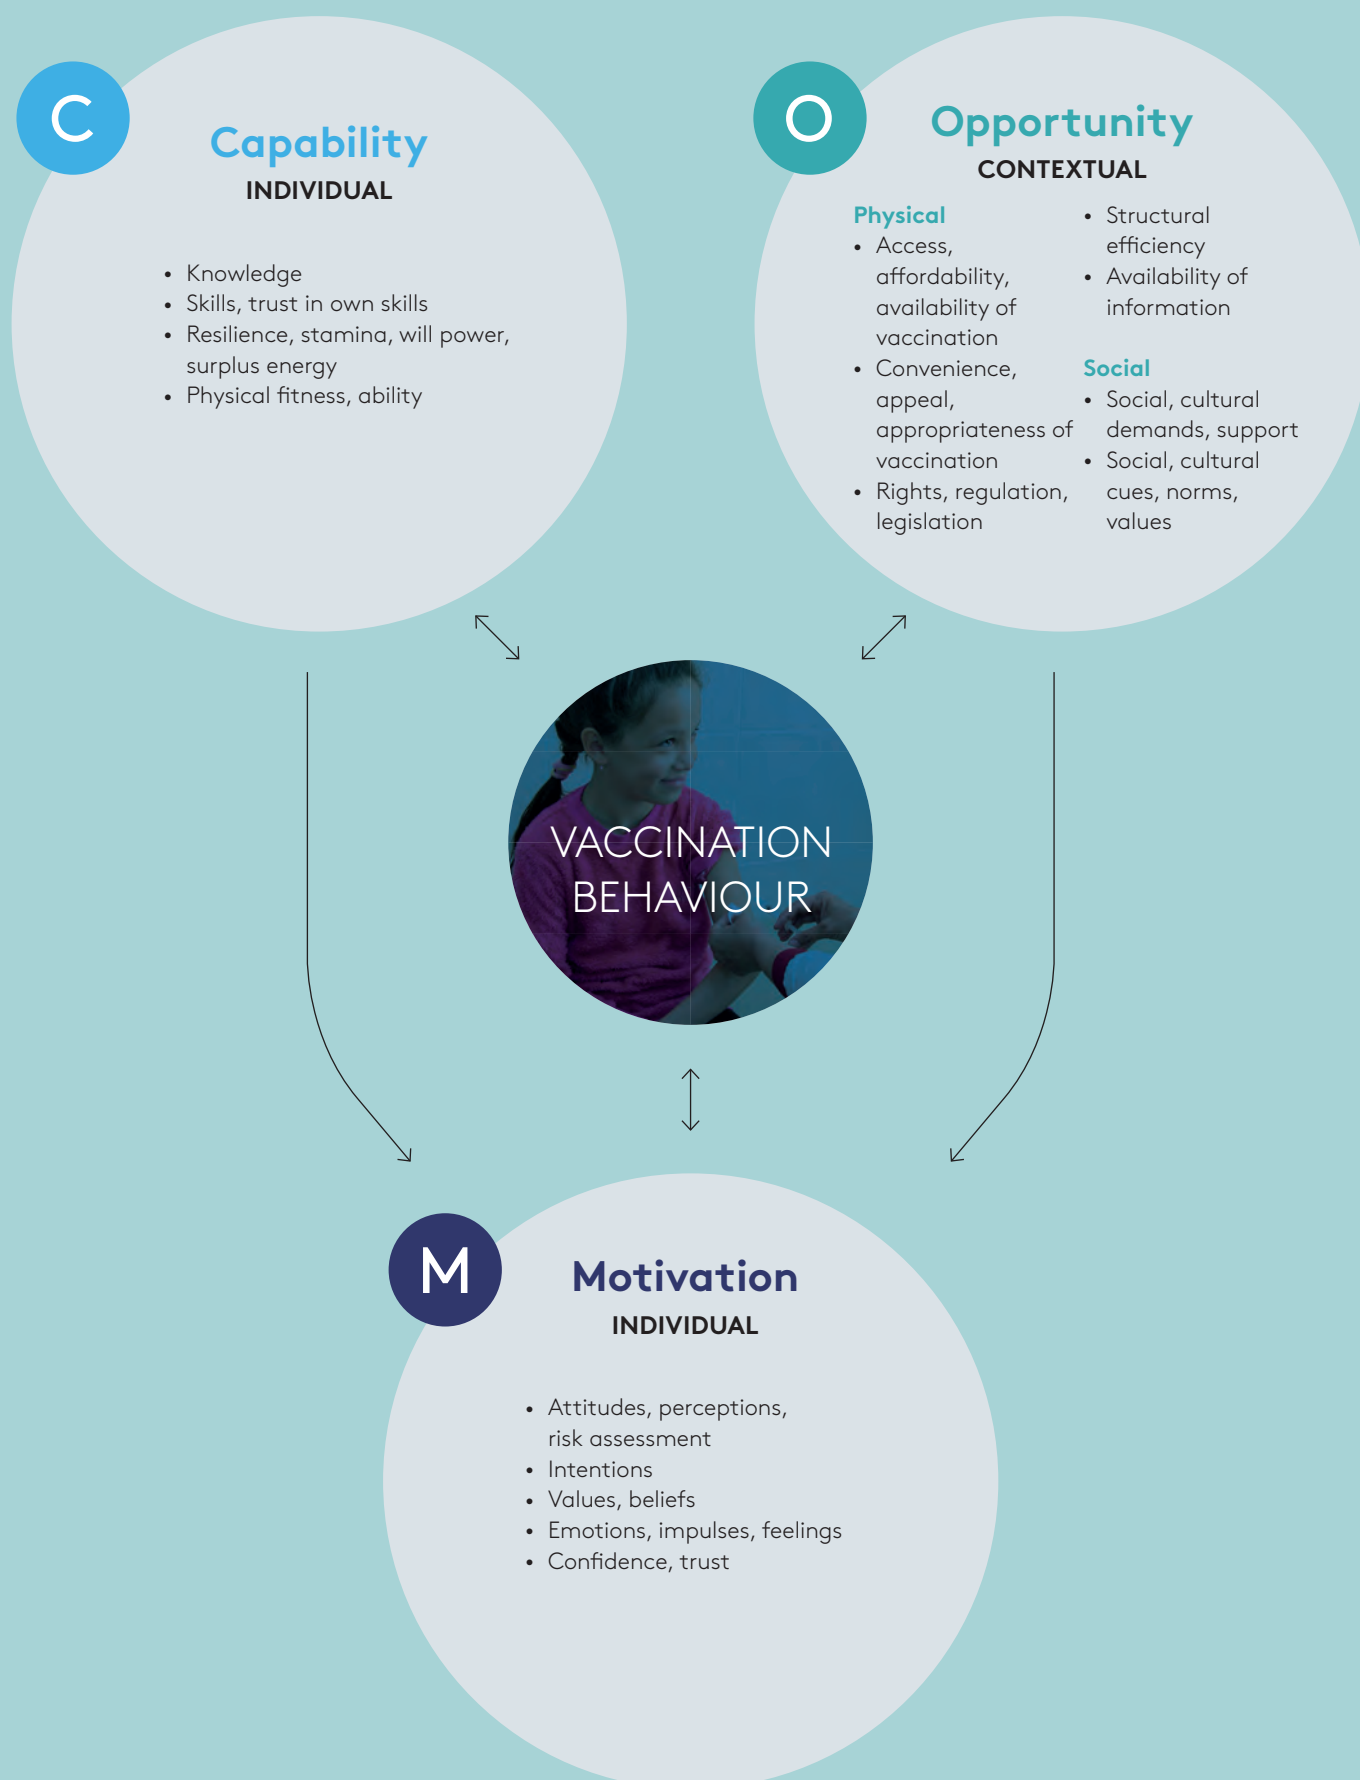 C
Capability
INDIVIDUAL
• Knowledge
• Skills, trust in own skills
• Resilience, stamina, will power,
surplus energy
• Physical fitness, ability
O
Opportunity
CONTEXTUAL
Physical
• Access,
affordability,
availability of
vaccination
• Convenience,
appeal,
appropriateness of
vaccination
• Rights, regulation,
legislation
• Structural
efficiency
• Availability of
information
Social
• Social, cultural
demands, support
• Social, cultural
cues, norms,
values
VACCINATION
BEHAVIOUR
M
Motivation
INDIVIDUAL
• Attitudes, perceptions,
risk assessment
• Intentions
• Values, beliefs
• Emotions, impulses, feelings
• Confidence, trust